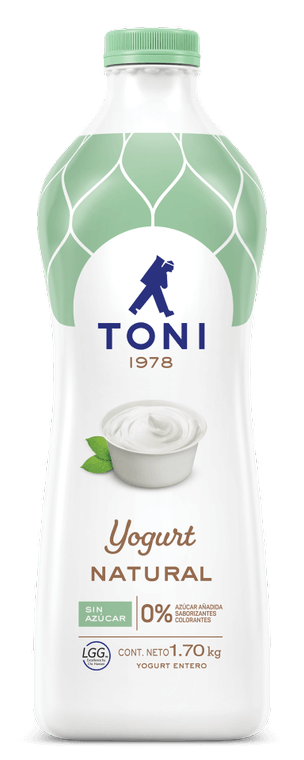 TONI
1978
Yogurt
NATURAL
SIN
AZÚCAR
0%
AZÚCAR AÑADIDA
SABORIZANTES
COLORANTES
LGG
CONT. NETO 1.70 kg
YOGURT ENTERO